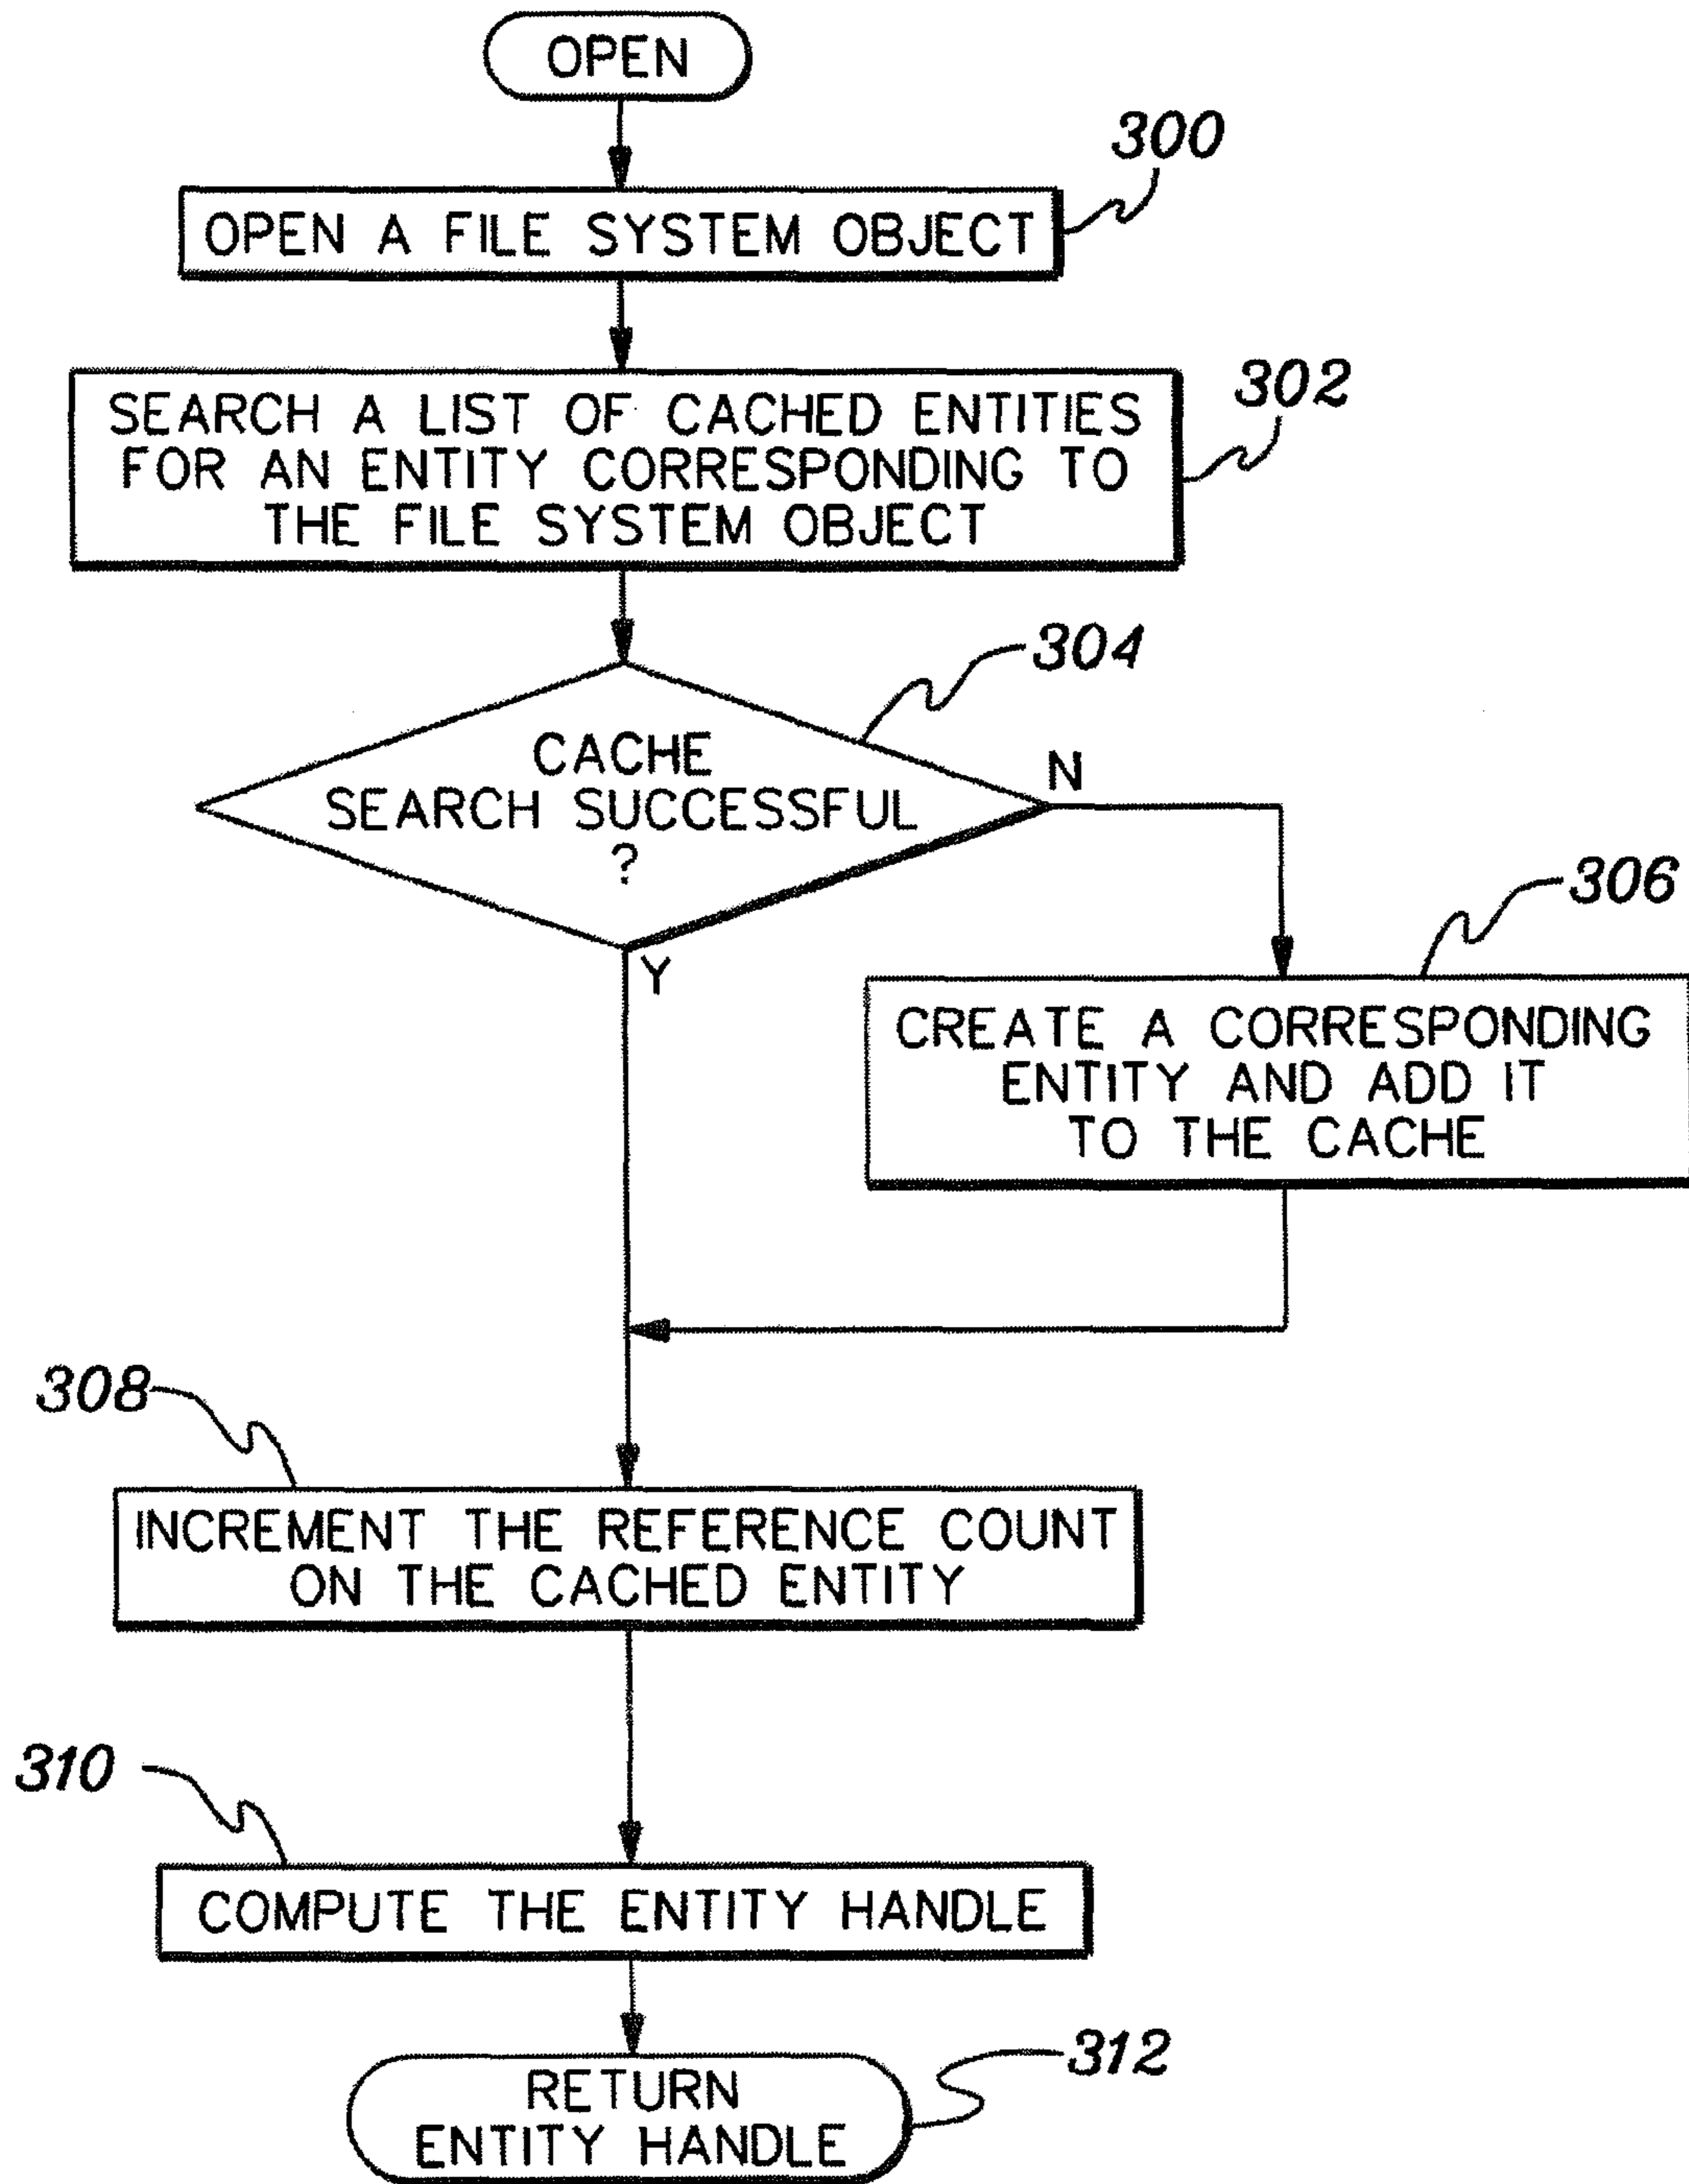 OPEN
300
OPEN A FILE SYSTEM OBJECT
302
SEARCH A LIST OF CACHED ENTITIES
FOR AN ENTITY CORRESPONDING TO
THE FILE SYSTEM OBJECT
304
CACHE
SEARCH SUCCESSFUL
?
N
Y
306
CREATE A CORRESPONDING
ENTITY AND ADD IT
TO THE CACHE
308
INCREMENT THE REFERENCE COUNT
ON THE CACHED ENTITY
310
COMPUTE THE ENTITY HANDLE
312
RETURN
ENTITY HANDLE